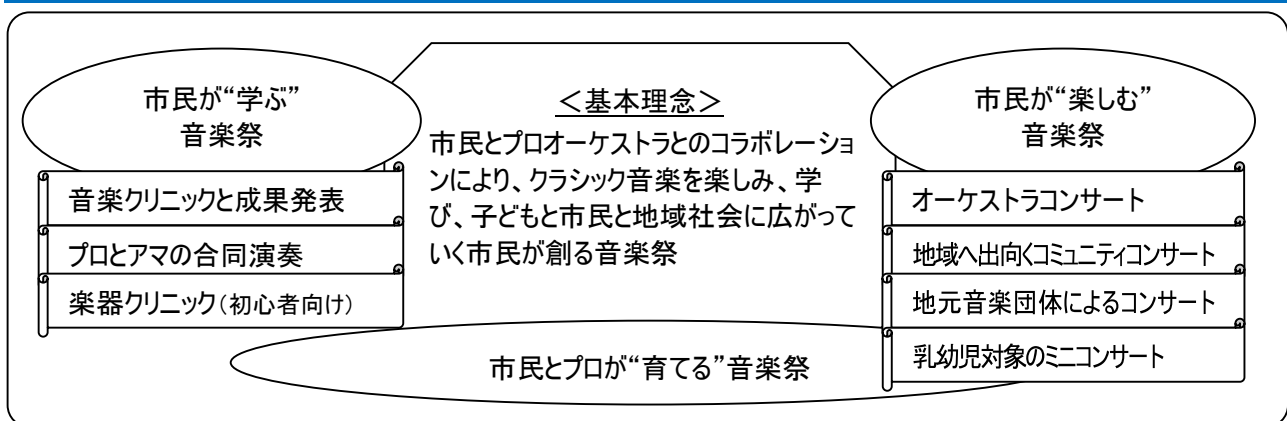 市民が“学ぶ”
音楽祭
音楽クリニックと成果発表
プロとアマの合同演奏
楽器クリニック（初心者向け）
＜基本理念＞
市民とプロオーケストラとのコラボレーショ
ンにより、クラシック音楽を楽しみ、学
び、子どもと市民と地域社会に広がって
いく市民が創る音楽祭
市民が“楽しむ”
音楽祭
オーケストラコンサート
地域へ出向くコミュニティコンサート
地元音楽団体によるコンサート
乳幼児対象のミニコンサート
市民とプロが“育てる”音楽祭